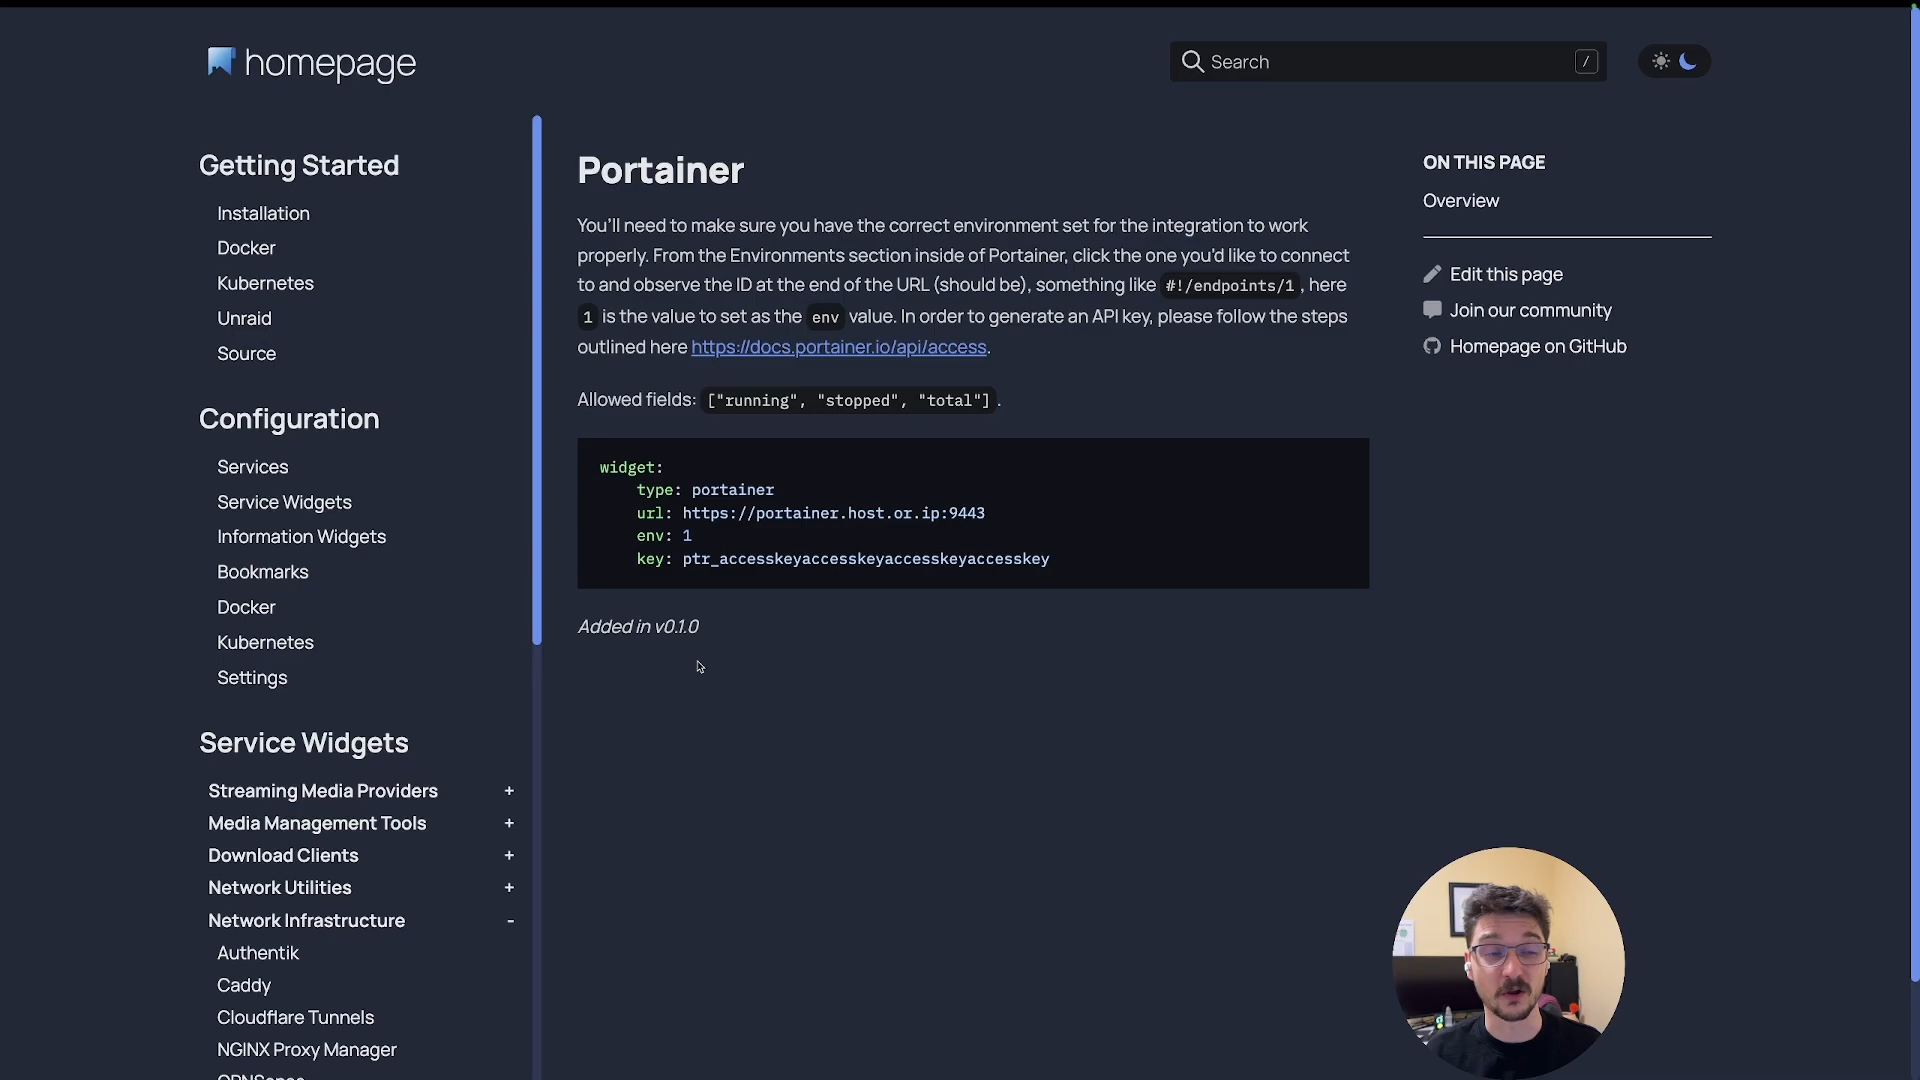 homepage
Search
/
Getting Started
Installation
Docker
Kubernetes
Unraid
Source
Configuration
Services
Service Widgets
Information Widgets
Bookmarks
Docker
Kubernetes
Settings
Service Widgets
Streaming Media Providers +
Media Management Tools +
Download Clients +
Network Utilities +
Network Infrastructure -
Authentik
Caddy
Cloudflare Tunnels
NGINX Proxy Manager
OPNSense
Portainer
You'll need to make sure you have the correct environment set for the integration to work
properly. From the Environments section inside of Portainer, click the one you'd like to connect
to and observe the ID at the end of the URL (should be), something like #!/endpoints/1, here
1 is the value to set as the env value. In order to generate an API key, please follow the steps
outlined here https://docs.portainer.io/api/access.
Allowed fields: ["running", "stopped", "total"].
widget:
type: portainer
url: https://portainer.host.or.ip:9443
env: 1
key: ptr_accesskeyaccesskeyaccesskeyaccesskey
Added in v0.1.0
ON THIS PAGE
Overview
Edit this page
Join our community
Homepage on GitHub